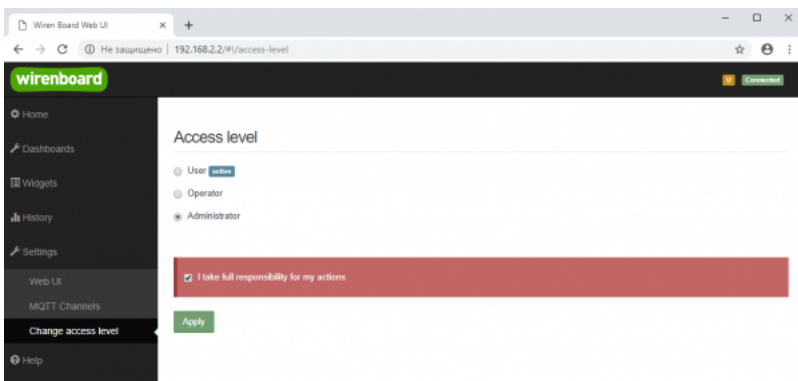 Wiren Board Web UI
Не защищено | 192.168.2.2/#!/access-level
wirenboard
U Connected
Home
Dashboards
Widgets
History
Settings
Web UI
MQTT Channels
Change access level
Help
Access level
User active
Operator
Administrator
I take full responsibility for my actions
Apply